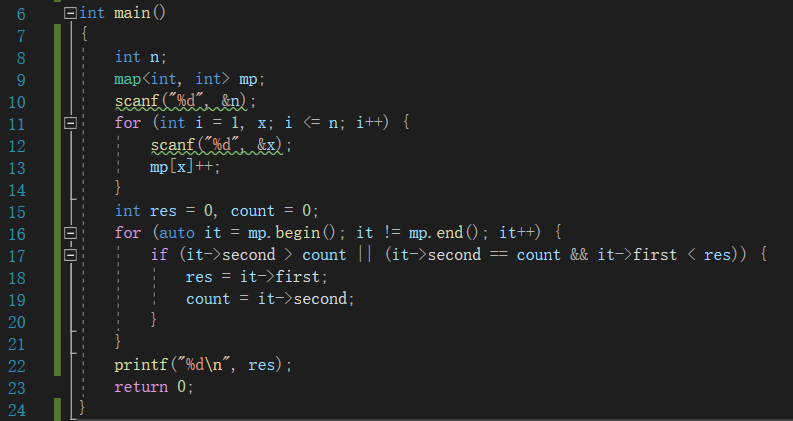 6 int main()
7 {
8 int n;
9 map<int, int> mp;
10 scanf("%d", &n);
11 for (int i = 1, x; i <= n; i++) {
12 scanf("%d", &x);
13 mp[x]++;
14 }
15 int res = 0, count = 0;
16 for (auto it = mp.begin(); it != mp.end(); it++) {
17 if (it->second > count || (it->second == count && it->first < res)) {
18 res = it->first;
19 count = it->second;
20 }
21 }
22 printf("%d\n", res);
23 return 0;
24 }